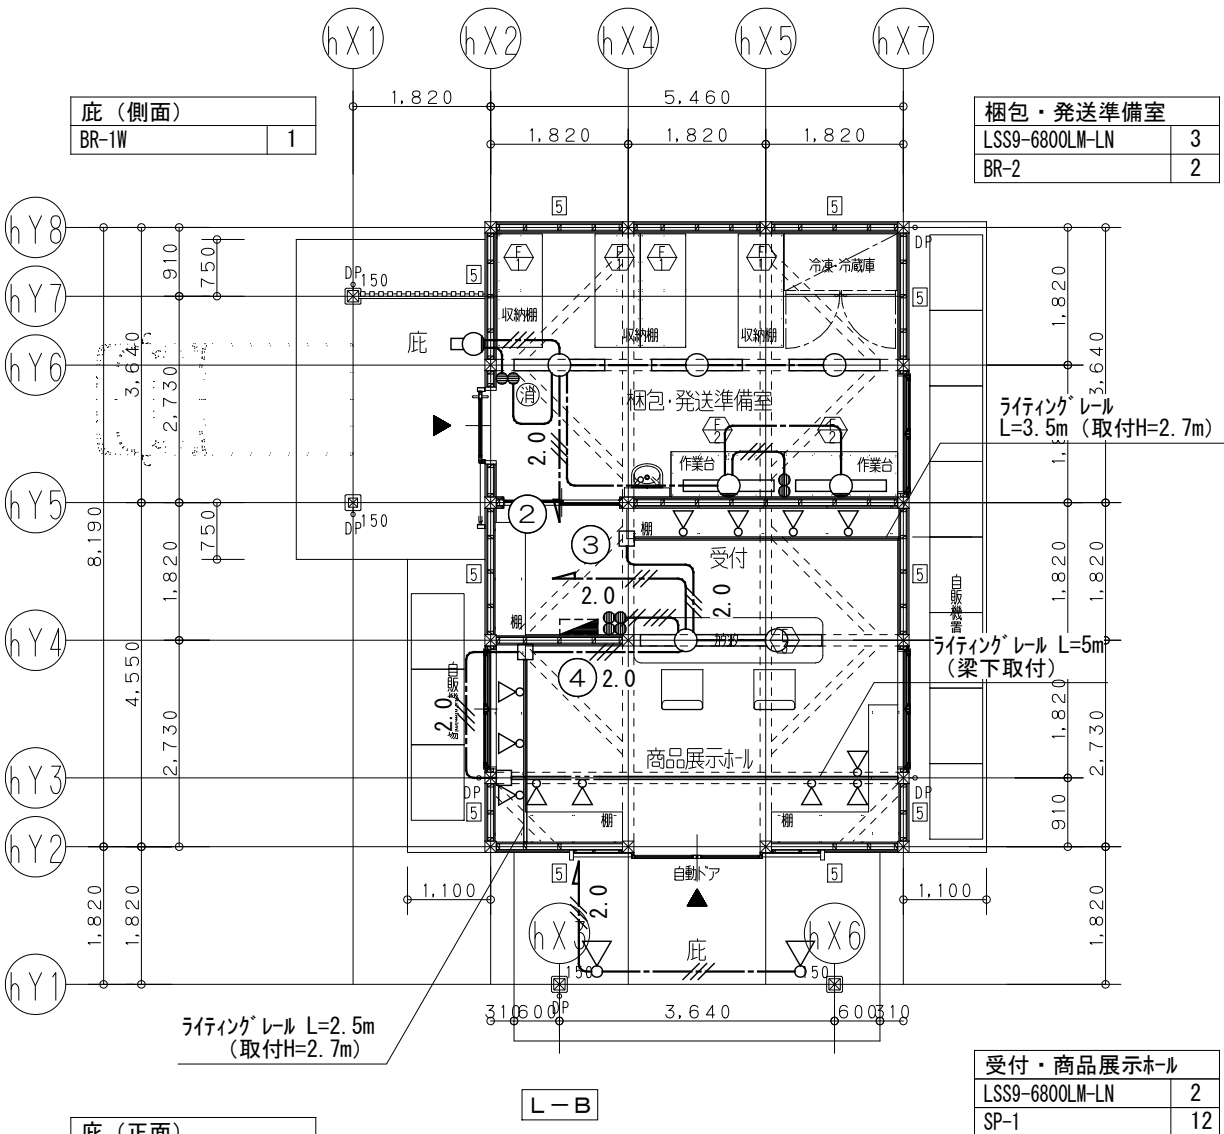 hX1
hX2
hX4
hX5
hX7
1,820
5,460
1,820
1,820
1,820
庇（側面）
BR-1W 1
梱包・発送準備室
LSS9-6800LM-LN 3
BR-2 2
5
5
hY8
hY7
hY6
hY5
hY4
hY3
hY2
hY1
910
750
3,640
2,730
8,190
750
1,820
4,550
2,730
1,820
1,820
DP
150
5
DP
150
庇
F
1
F
1
F
1
F
1
冷凍・冷蔵庫
収納棚
収納棚
収納棚
DP
5
消
梱包・発送準備室
2.0
F
2
F
2
作業台
作業台
1,820
3,640
ライティングレール
L=3.5m（取付H=2.7m）
2
3
棚
受付
2.0
2.0
5
5
自販機置
1,820
1,820
棚
4
2.0
2.0
ライティングレール L=5m
（梁下取付）
1,820
2,730
910
1,820
商品展示ホール
DP
5
DP
5
棚
棚
自動ドア
5
5
1,100
1,100
2.0
hX6
庇
150
150
DP
310
600
3,640
600
310
ライティングレール L=2.5m
（取付H=2.7m）
L－B
受付・商品展示ホール
LSS9-6800LM-LN 2
SP-1 12
庇（正面）